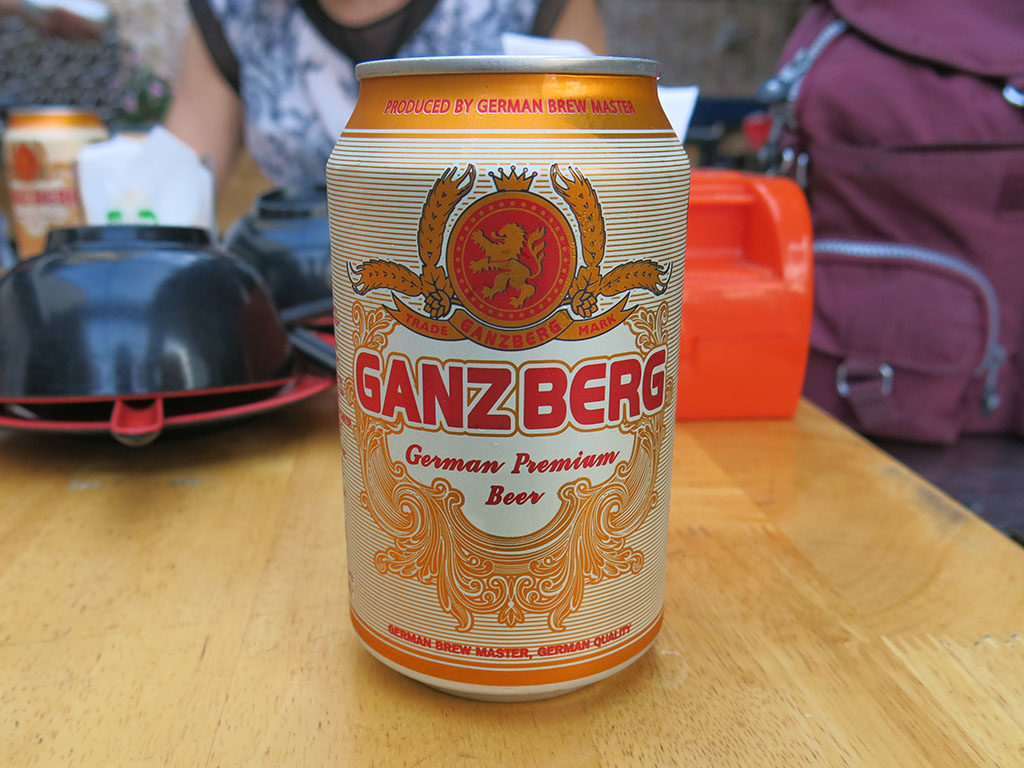 PRODUCED BY GERMAN BREW MASTER
TRADE GANZBERG MARK
GANZBERG
German Premium
Beer
GERMAN BREW MASTER, GERMAN QUALITY